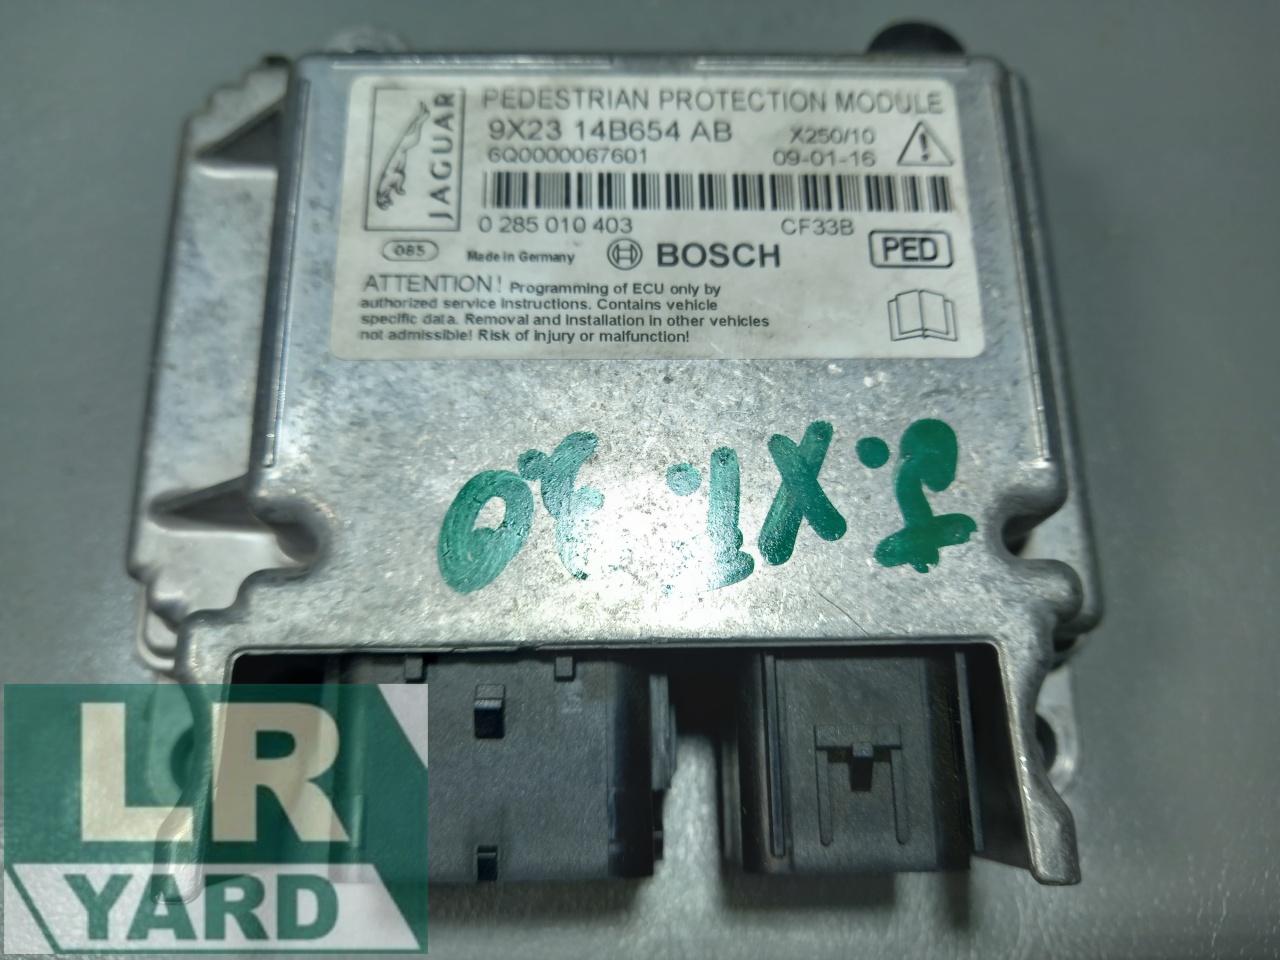 JAGUAR
PEDESTRIAN PROTECTION MODULE
9X23 14B654 AB
X250/10
6Q0000067601
09-01-16
0 285 010 403
CF33B
085
Made in Germany
BOSCH
PED
ATTENTION! Programming of ECU only by
authorized service instructions. Contains vehicle
specific data. Removal and installation in other vehicles
not admissible! Risk of injury or malfunction!
LR
YARD